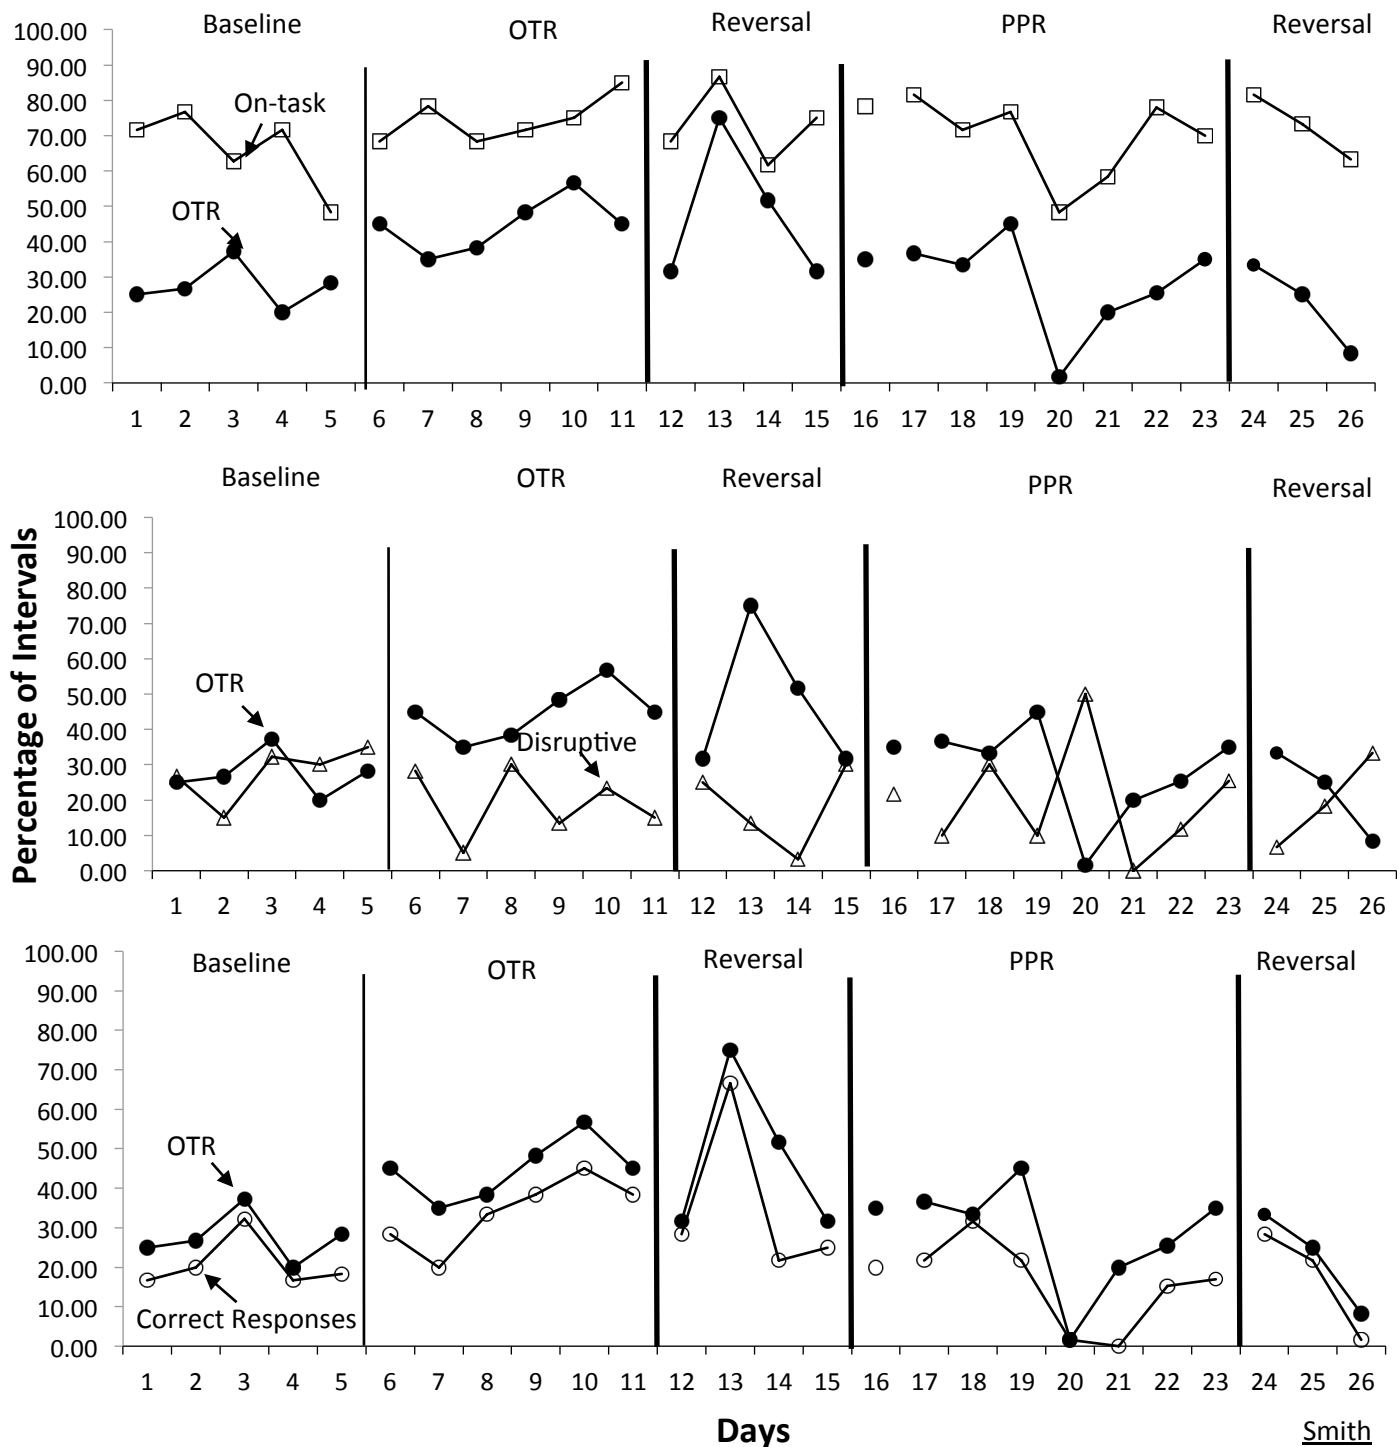 Baseline OTR Reversal PPR Reversal
100.00
90.00
80.00
70.00
60.00
50.00
40.00
30.00
20.00
10.00
0.00
On-task
OTR
1 2 3 4 5 6 7 8 9 10 11 12 13 14 15 16 17 18 19 20 21 22 23 24 25 26
Baseline OTR Reversal PPR Reversal
100.00
90.00
80.00
70.00
60.00
50.00
40.00
30.00
20.00
10.00
0.00
OTR
Disruptive
Percentage of Intervals
1 2 3 4 5 6 7 8 9 10 11 12 13 14 15 16 17 18 19 20 21 22 23 24 25 26
Baseline OTR Reversal PPR Reversal
100.00
90.00
80.00
70.00
60.00
50.00
40.00
30.00
20.00
10.00
0.00
OTR
Correct Responses
1 2 3 4 5 6 7 8 9 10 11 12 13 14 15 16 17 18 19 20 21 22 23 24 25 26
Days
Smith